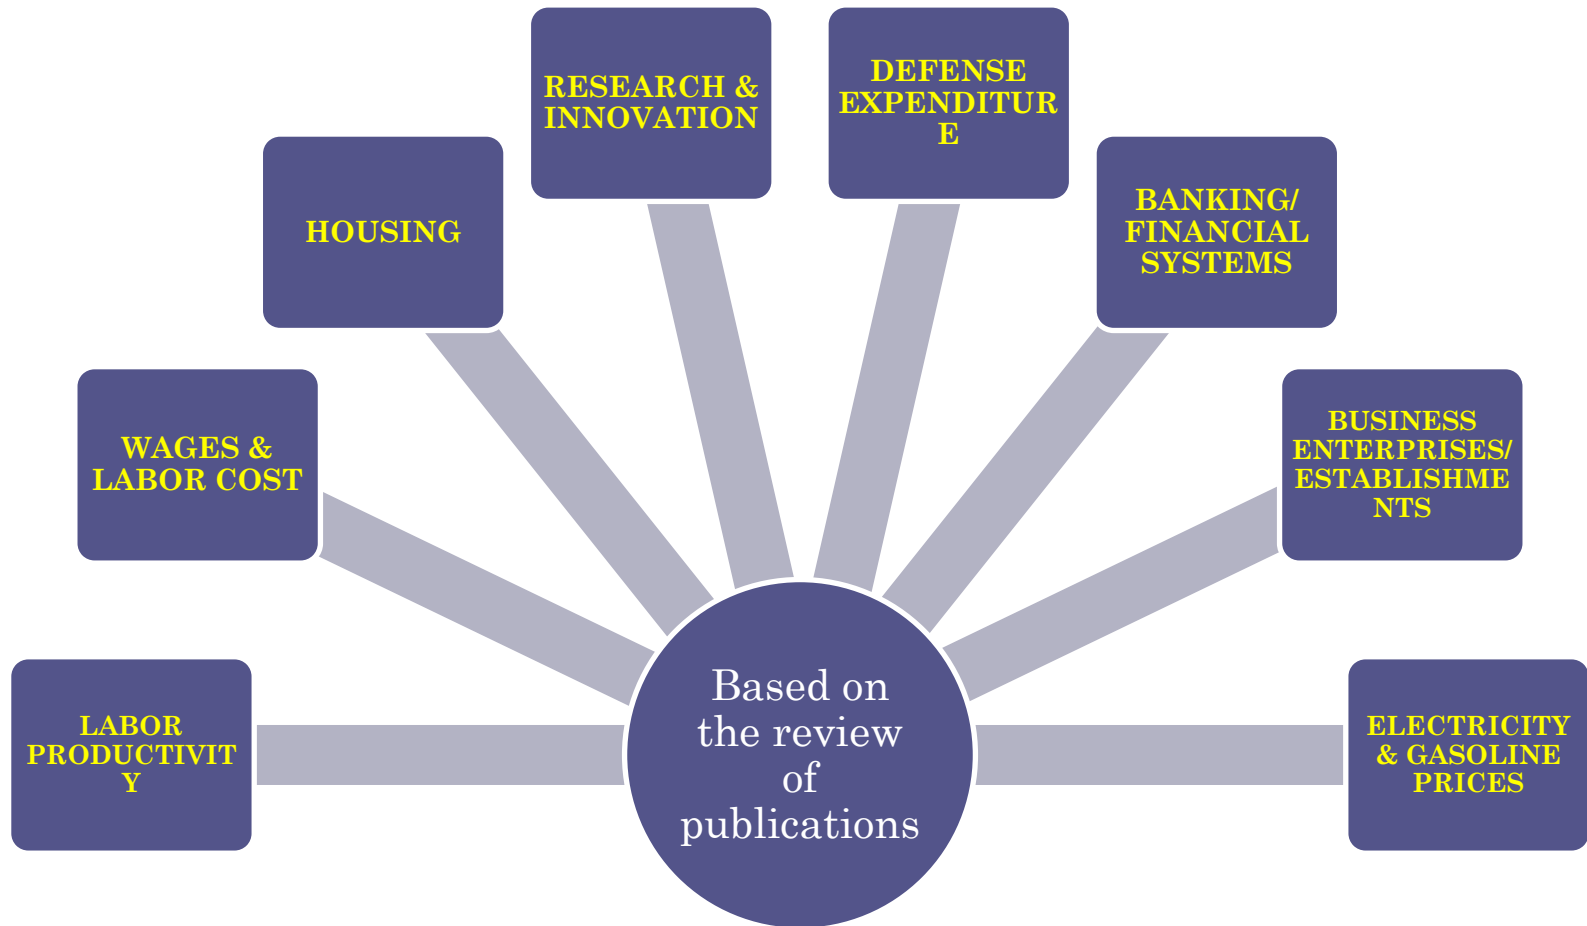 RESEARCH &
INNOVATION
DEFENSE
EXPENDITUR
E
HOUSING
BANKING/
FINANCIAL
SYSTEMS
WAGES &
LABOR COST
BUSINESS
ENTERPRISES/
ESTABLISHME
NTS
LABOR
PRODUCTIVIT
Y
Based on
the review
of
publications
ELECTRICITY
& GASOLINE
PRICES